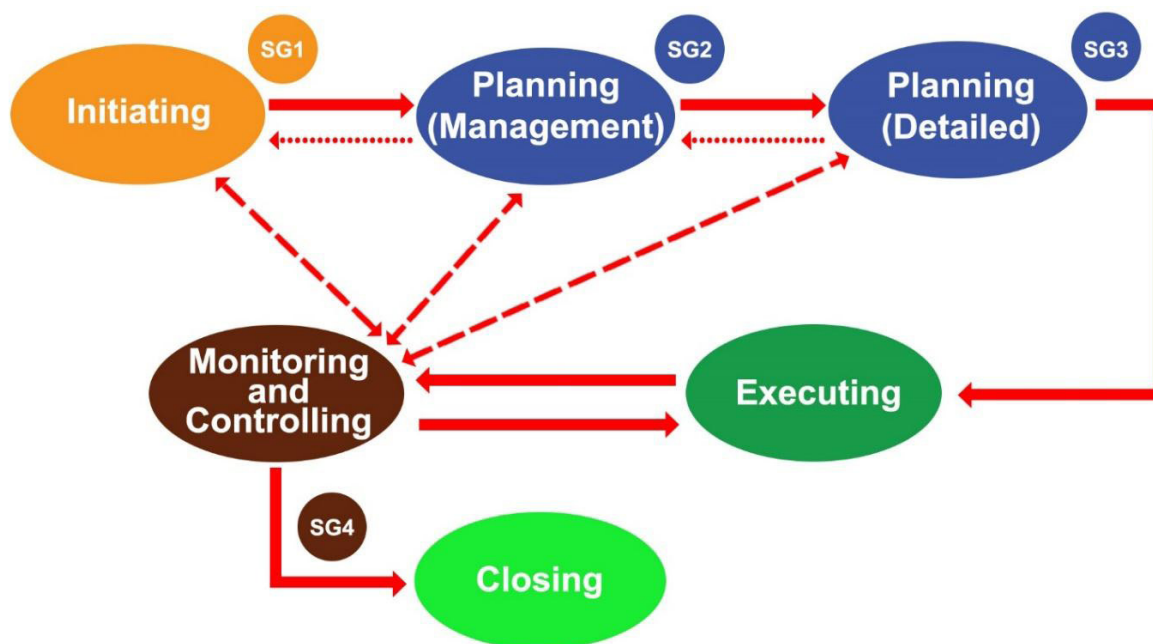 SG1
SG2
SG3
Initiating
Planning
(Management)
Planning
(Detailed)
Monitoring
and
Controlling
Executing
SG4
Closing